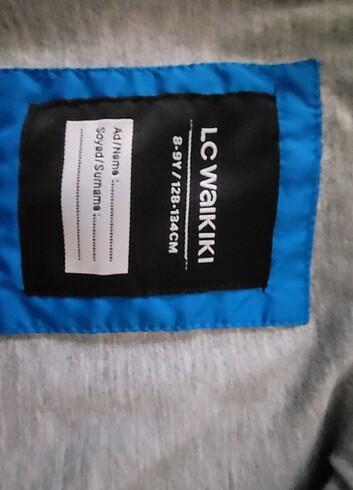 LC WAIKIKI
8-9Y / 128-134CM
Ad/Name :..............
Soyad/Surname :..............